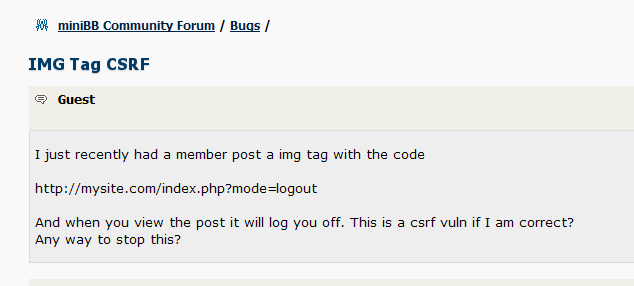 miniBB Community Forum / Bugs /
IMG Tag CSRF
Guest
I just recently had a member post a img tag with the code
http://mysite.com/index.php?mode=logout
And when you view the post it will log you off. This is a csrf vuln if I am correct?
Any way to stop this?